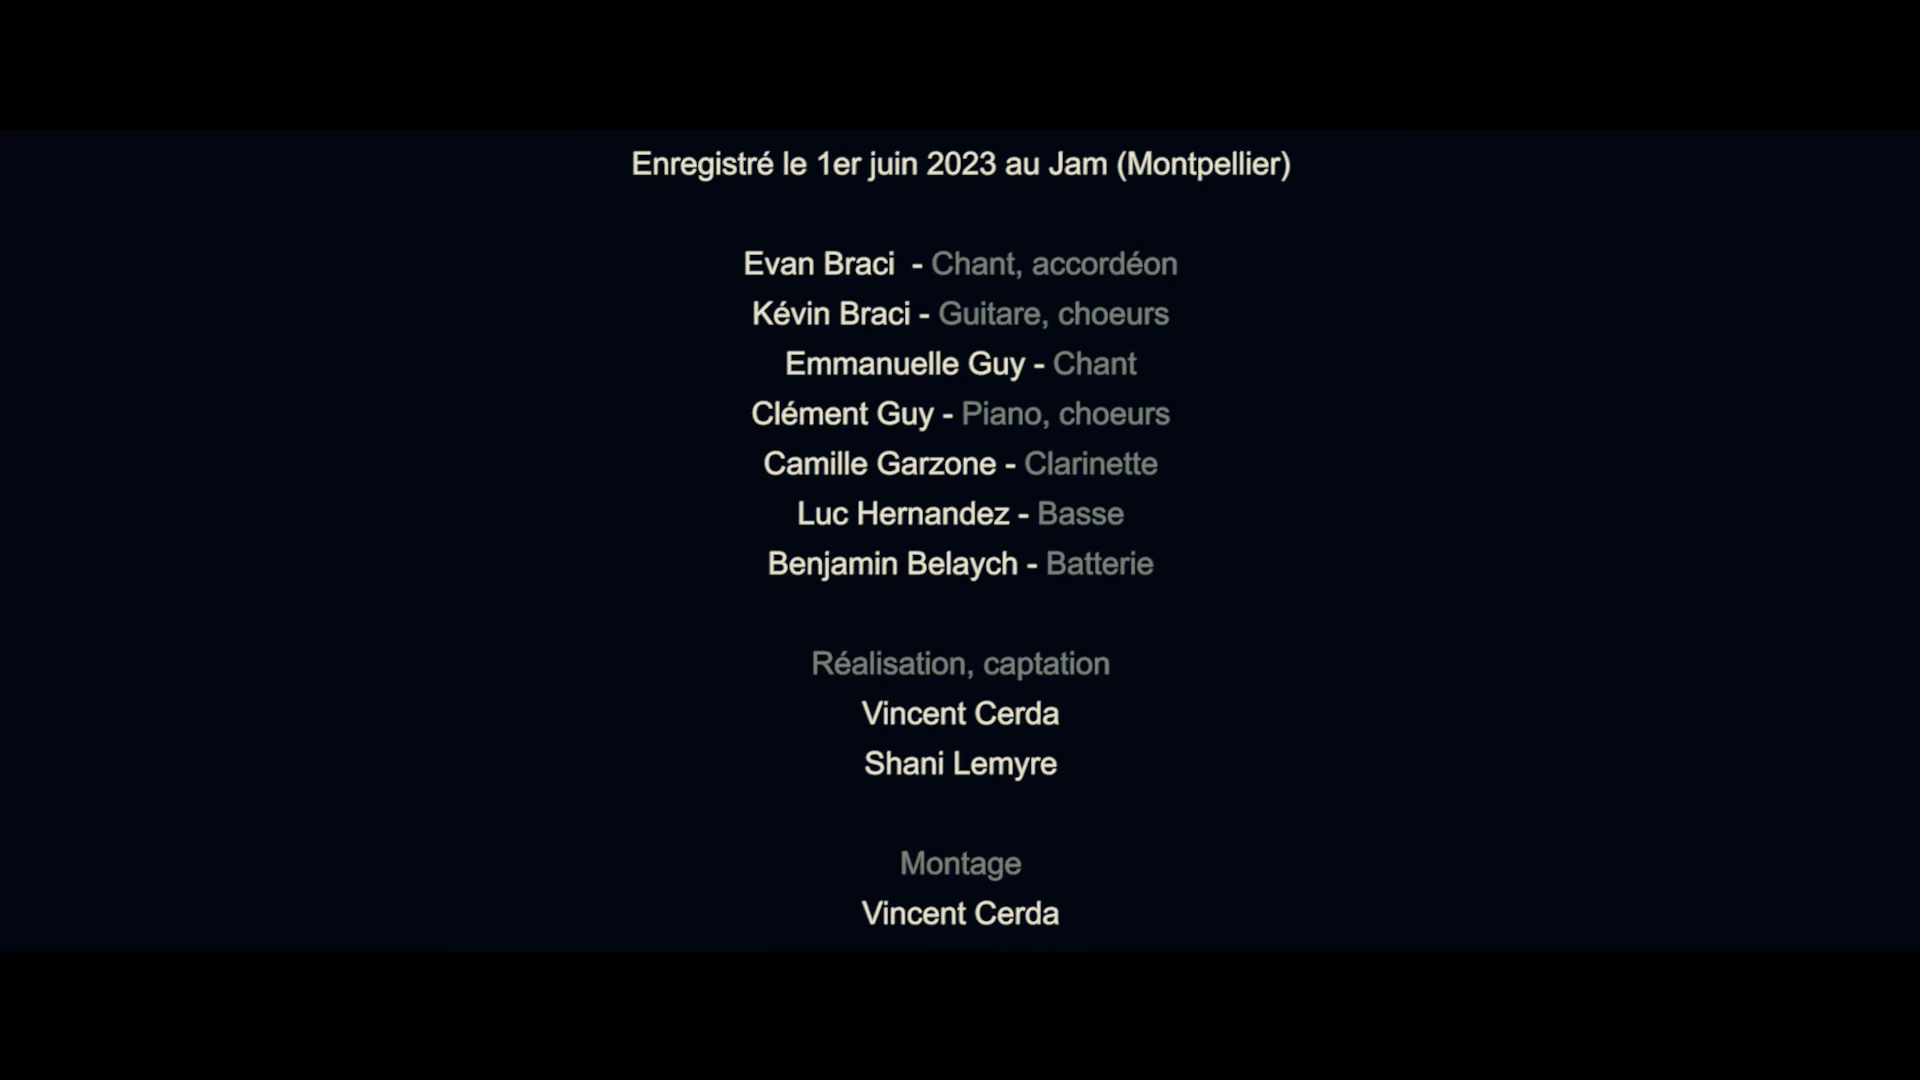 Enregistré le 1er juin 2023 au Jam (Montpellier)
Evan Braci - Chant, accordéon
Kévin Braci - Guitare, choeurs
Emmanuelle Guy - Chant
Clément Guy - Piano, choeurs
Camille Garzone - Clarinette
Luc Hernandez - Basse
Benjamin Belaych - Batterie
Réalisation, captation
Vincent Cerda
Shani Lemyre
Montage
Vincent Cerda